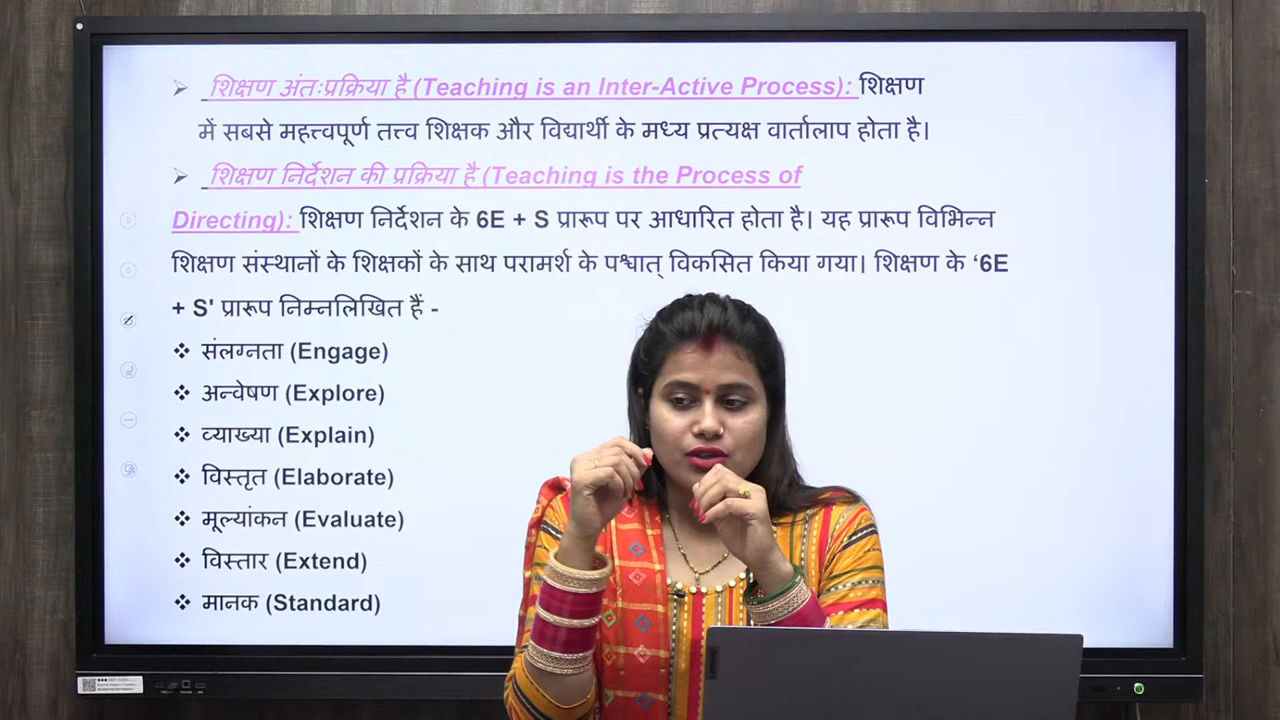 ➢ शिक्षण अंतःप्रक्रिया है (Teaching is an Inter-Active Process): शिक्षण
में सबसे महत्त्वपूर्ण तत्त्व शिक्षक और विद्यार्थी के मध्य प्रत्यक्ष वार्तालाप होता है।
➢ शिक्षण निर्देशन की प्रक्रिया है (Teaching is the Process of
Directing): शिक्षण निर्देशन के 6E + S प्रारूप पर आधारित होता है। यह प्रारूप विभिन्न
शिक्षण संस्थानों के शिक्षकों के साथ परामर्श के पश्चात् विकसित किया गया। शिक्षण के ‘6E
+ S' प्रारूप निम्नलिखित हैं -
❖ संलग्नता (Engage)
❖ अन्वेषण (Explore)
❖ व्याख्या (Explain)
❖ विस्तृत (Elaborate)
❖ मूल्यांकन (Evaluate)
❖ विस्तार (Extend)
❖ मानक (Standard)
Lenovo